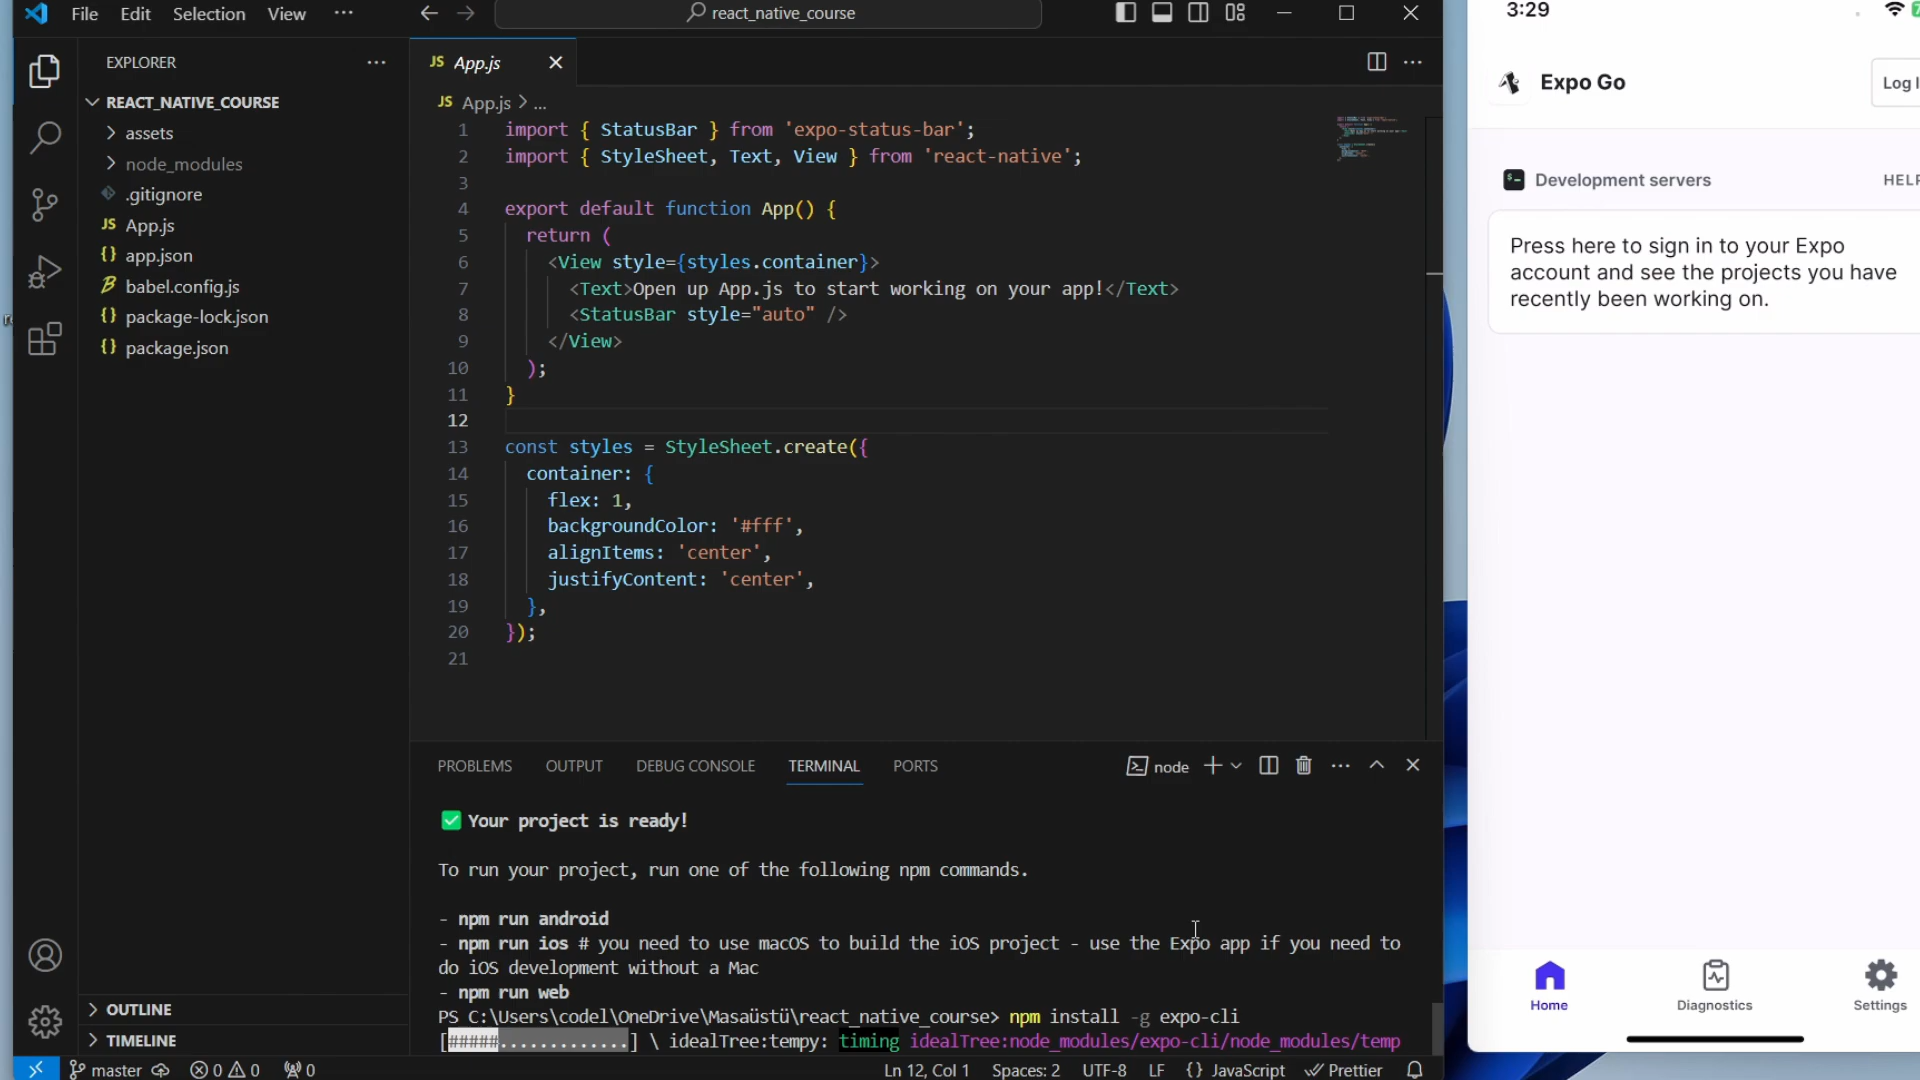 File Edit Selection View ···
react_native_course
EXPLORER ···
REACT_NATIVE_COURSE
assets
node_modules
.gitignore
JS App.js
{} app.json
babel.config.js
{} package-lock.json
{} package.json
OUTLINE
TIMELINE
JS App.js
JS App.js > ...
1 import { StatusBar } from 'expo-status-bar';
2 import { StyleSheet, Text, View } from 'react-native';
3
4 export default function App() {
5 return (
6 <View style={styles.container}>
7 <Text>Open up App.js to start working on your app!</Text>
8 <StatusBar style="auto" />
9 </View>
10 );
11 }
12
13 const styles = StyleSheet.create({
14 container: {
15 flex: 1,
16 backgroundColor: '#fff',
17 alignItems: 'center',
18 justifyContent: 'center',
19 },
20 });
21
PROBLEMS OUTPUT DEBUG CONSOLE TERMINAL PORTS node
Your project is ready!
To run your project, run one of the following npm commands.
- npm run android
- npm run ios # you need to use macOS to build the iOS project - use the Expo app if you need to
do iOS development without a Mac
- npm run web
PS C:\Users\codel\OneDrive\Masaüstü\react_native_course> npm install -g expo-cli
[#####.............] \ idealTree:tempy: timing idealTree:node_modules/expo-cli/node_modules/temp
master 0 0 0 Ln 12, Col 1 Spaces: 2 UTF-8 LF {} JavaScript Prettier
3:29
Expo Go
Log I
Development servers
HELP
Press here to sign in to your Expo
account and see the projects you have
recently been working on.
Home Diagnostics Settings